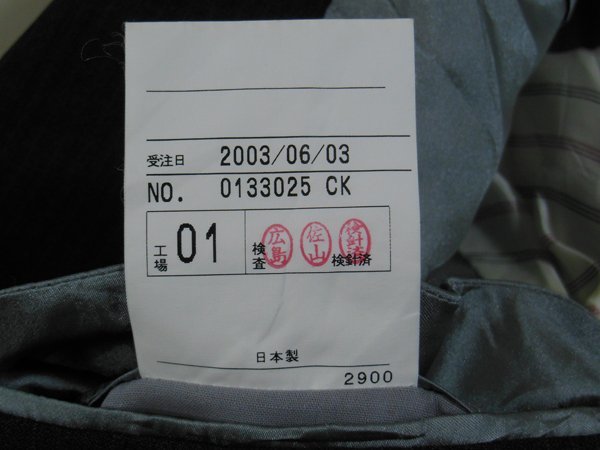 受注日 2003/06/03
NO. 0133025 CK
工場 01 検査 広島 佐山 検針済 検針済
日本製
2900